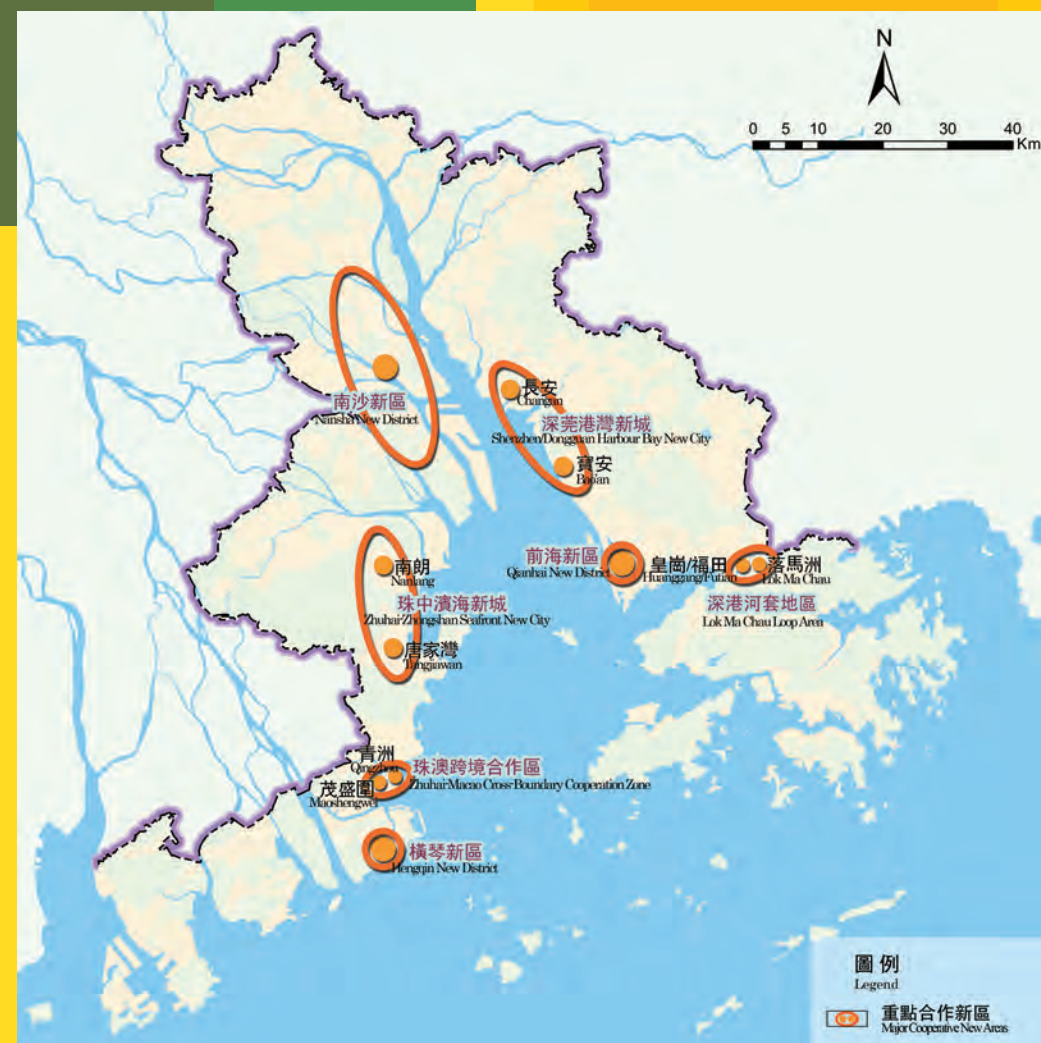 N
0 5 10 20 30 40
Km
南沙新區
Nansha New District
長安
Changan
深莞港灣新城
Shenzhen/Dongguan Harbour Bay New City
寶安
Baoan
前海新區
Qianhai New District
皇崗/福田
Huanggang/Futian
落馬洲
Lok Ma Chau
深港河套地區
Lok Ma Chau Loop Area
南朗
Nanlang
珠中濱海新城
Zhuhai-Zhongshan Seafront New City
唐家灣
Tangjiawan
青洲
Qingzhou
珠澳跨境合作區
Zhuhai-Macao Cross-Boundary Cooperation Zone
茂盛圍
Maoshengwei
橫琴新區
Hengqin New District
圖例
Legend
重點合作新區
Major Cooperative New Areas